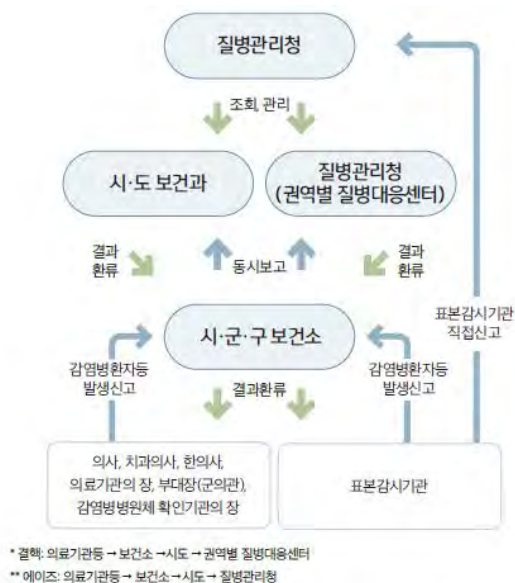 질병관리청
조회, 관리
시·도 보건과
질병관리청
(권역별 질병대응센터)
결과
환류
동시보고
결과
환류
표본감시기관
직접신고
시·군·구 보건소
감염병환자등
발생신고
결과환류
감염병환자등
발생신고
의사, 치과의사, 한의사,
의료기관의 장, 부대장(군의관),
감염병병원체 확인기관의 장
표본감시기관
* 결핵: 의료기관등 → 보건소 →시도 → 권역별 질병대응센터
** 에이즈: 의료기관등 → 보건소 →시도 → 질병관리청